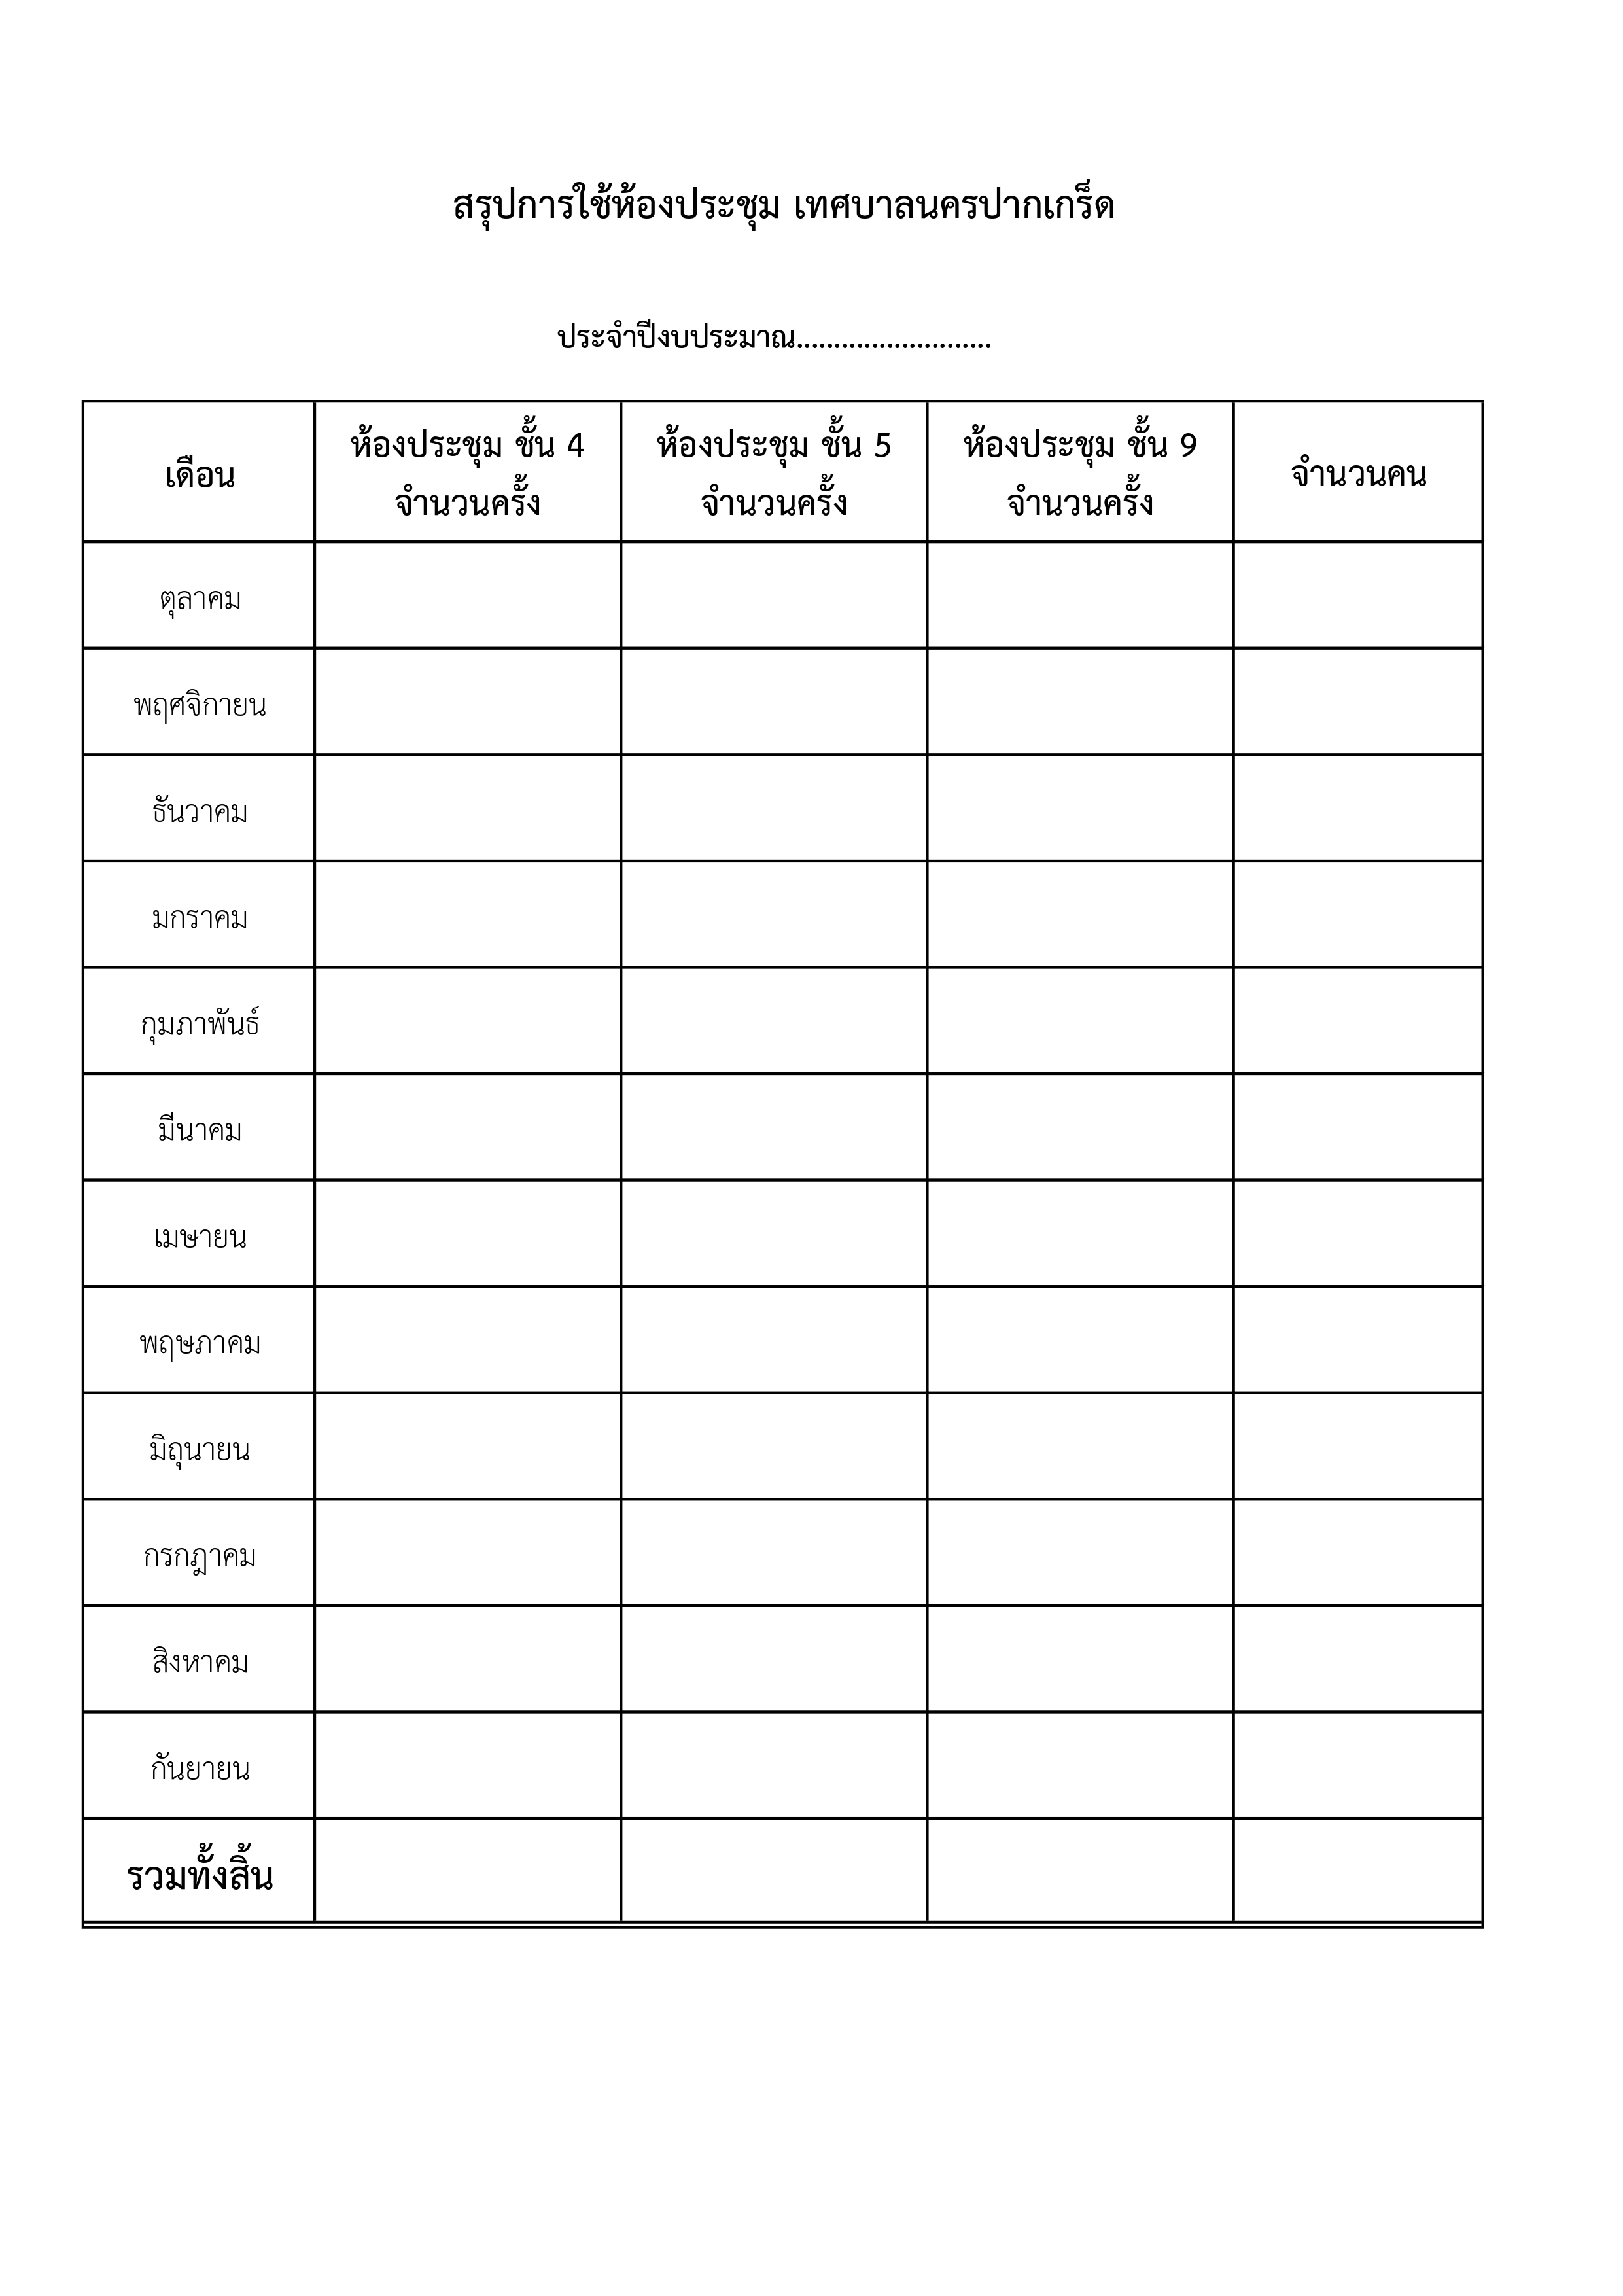 สรุปการใช้ห้องประชุม เทศบาลนครปากเกร็ด
ประจำปีงบประมาณ..........................
เดือน
ห้องประชุม ชั้น 4
จำนวนครั้ง
ห้องประชุม ชั้น 5
จำนวนครั้ง
ห้องประชุม ชั้น 9
จำนวนครั้ง
จำนวนคน
ตุลาคม
พฤศจิกายน
ธันวาคม
มกราคม
กุมภาพันธ์
มีนาคม
เมษายน
พฤษภาคม
มิถุนายน
กรกฎาคม
สิงหาคม
กันยายน
รวมทั้งสิ้น